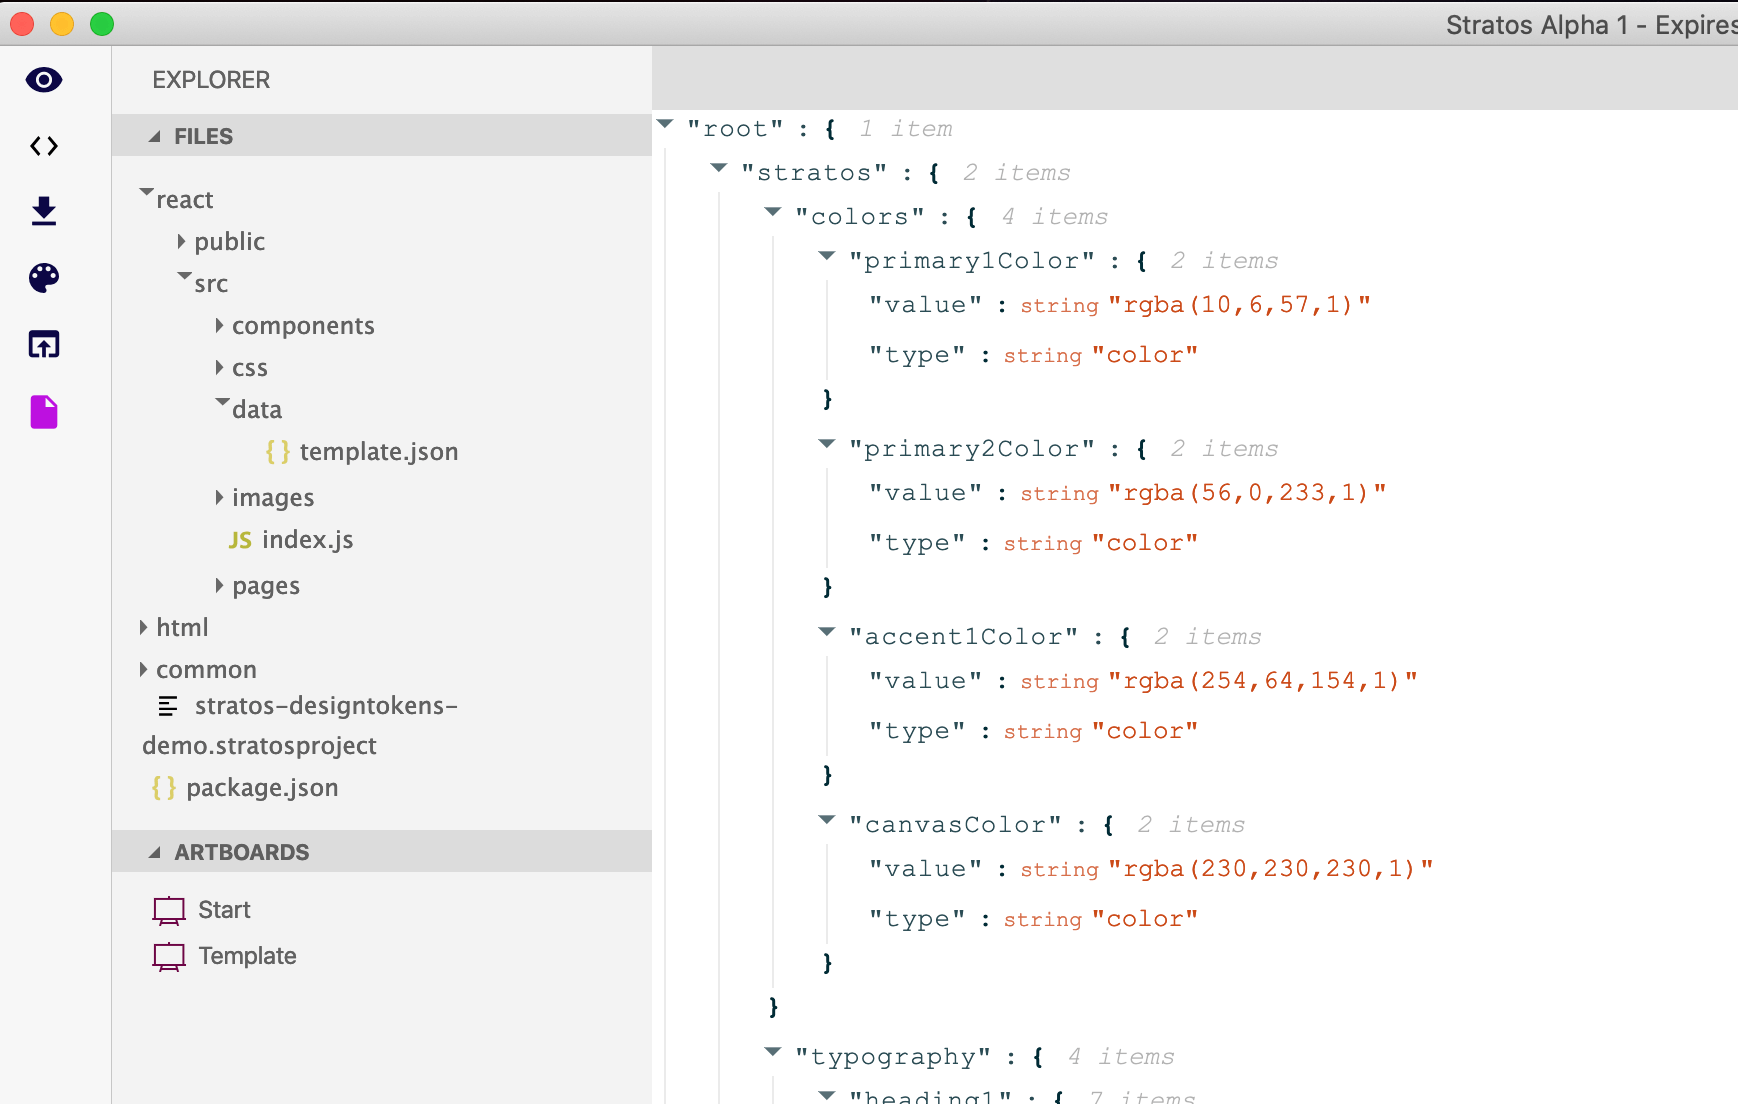 Stratos Alpha 1 - Expires
EXPLORER
FILES
react
public
src
components
css
data
{} template.json
images
JS index.js
pages
html
common
stratos-designtokens-
demo.stratosproject
{} package.json
ARTBOARDS
Start
Template
"root" : { 1 item
"stratos" : { 2 items
"colors" : { 4 items
"primary1Color" : { 2 items
"value" : string "rgba(10,6,57,1)"
"type" : string "color"
}
"primary2Color" : { 2 items
"value" : string "rgba(56,0,233,1)"
"type" : string "color"
}
"accent1Color" : { 2 items
"value" : string "rgba(254,64,154,1)"
"type" : string "color"
}
"canvasColor" : { 2 items
"value" : string "rgba(230,230,230,1)"
"type" : string "color"
}
}
"typography" : { 4 items
"heading1" : { 7 items